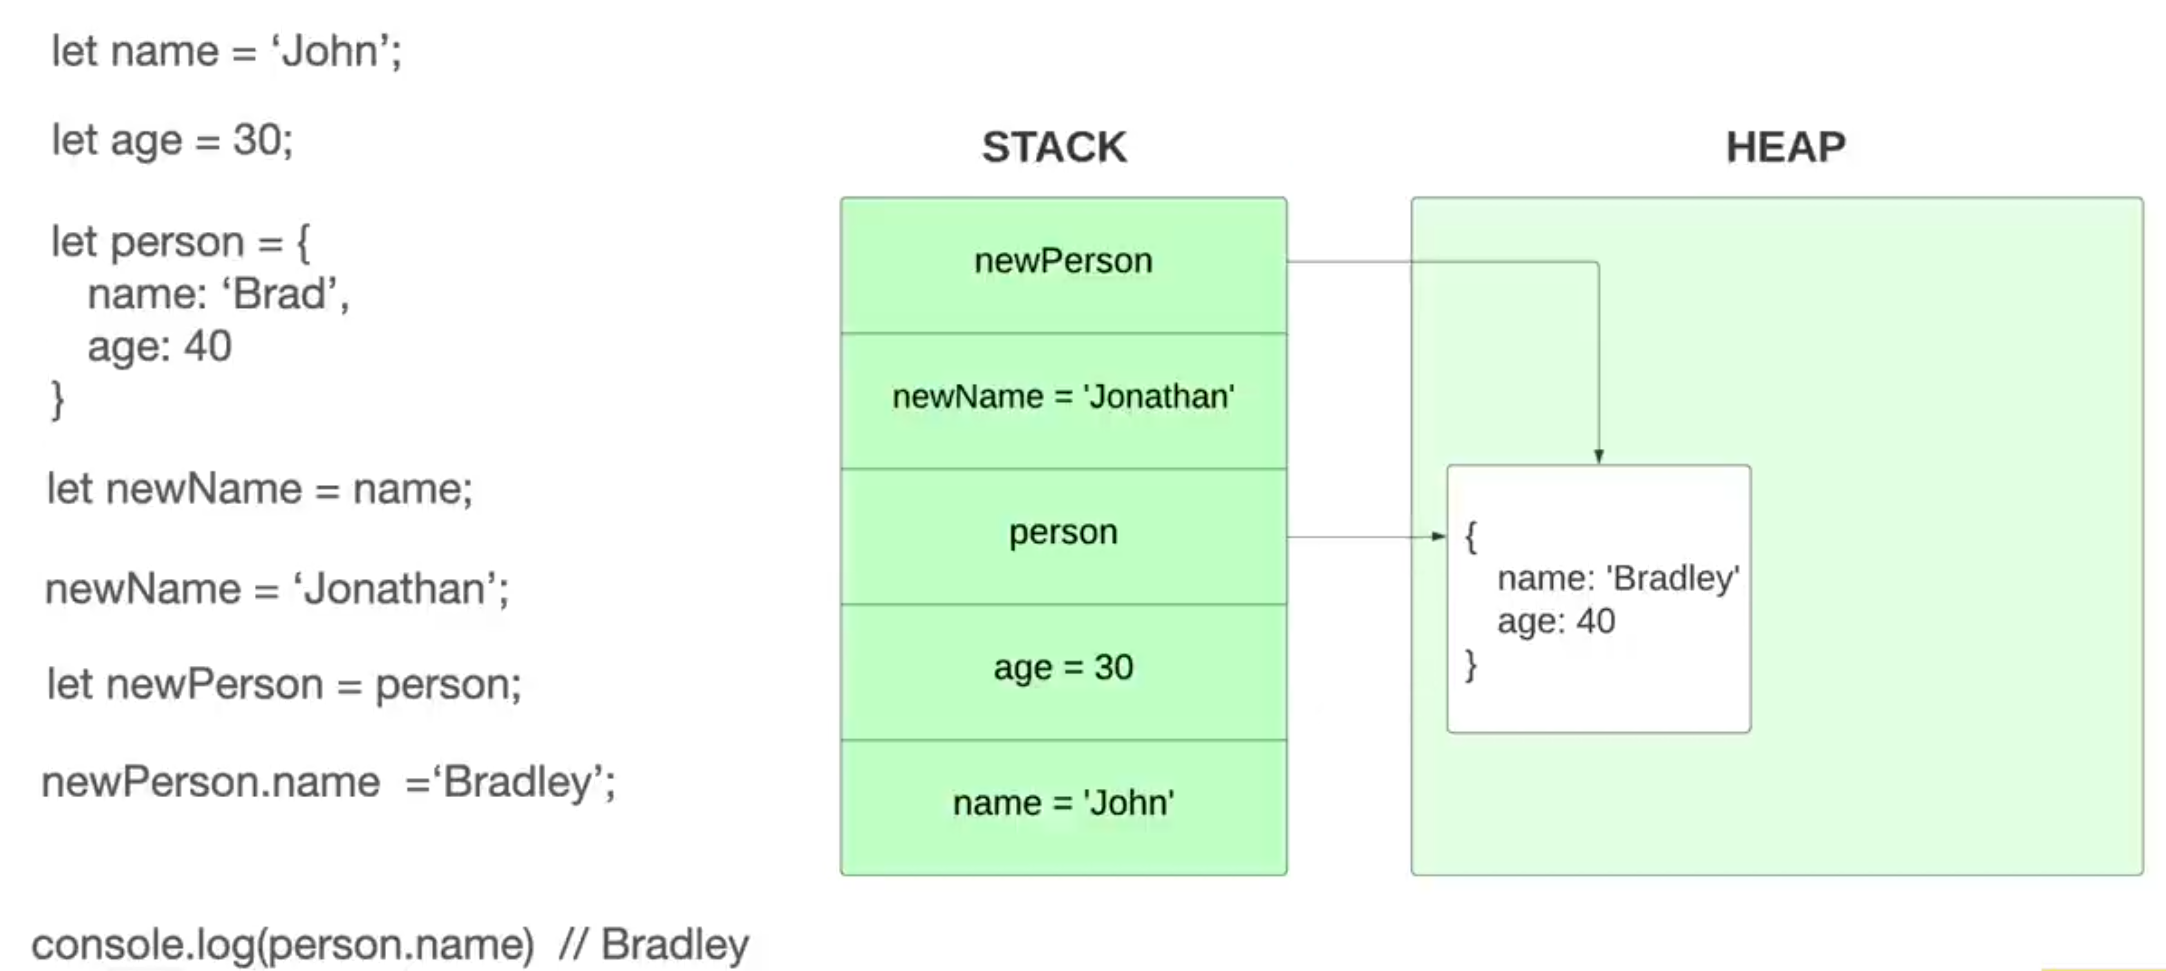 let name = ‘John’;
let age = 30;
let person = {
name: ‘Brad’,
age: 40
}
let newName = name;
newName = ‘Jonathan’;
let newPerson = person;
newPerson.name  =‘Bradley’;
console.log(person.name)  // Bradley
STACK
newPerson
newName = 'Jonathan'
person
age = 30
name = 'John'
HEAP
{
name: 'Bradley'
age: 40
}